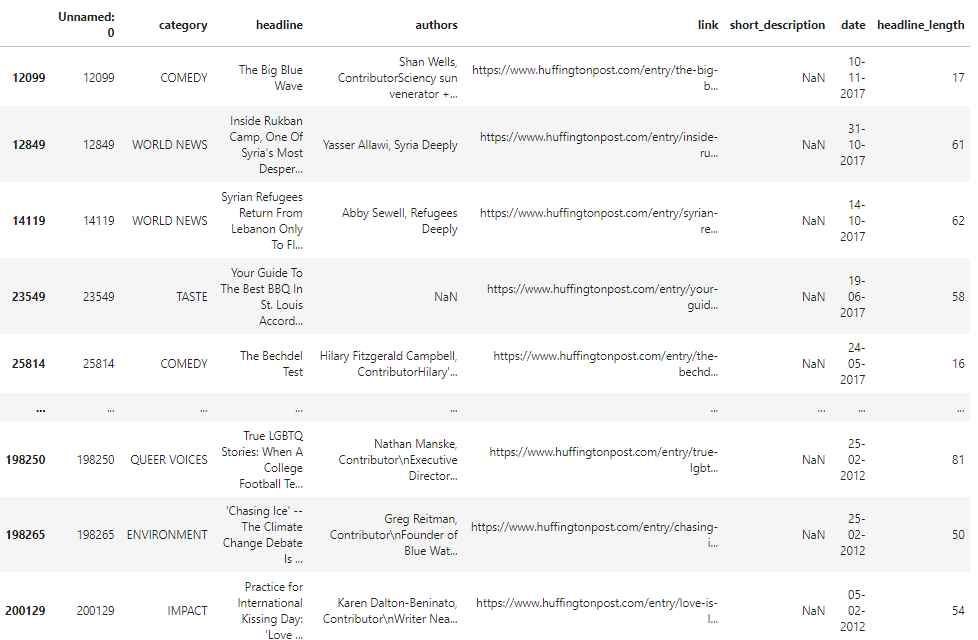 Unnamed: 0 category headline authors link short_description date headline_length
12099 12099 COMEDY The Big Blue Wave Shan Wells, ContributorSciency sun venerator +... https://www.huffingtonpost.com/entry/the-big-b... NaN 10-11-2017 17
12849 12849 WORLD NEWS Inside Rukban Camp, One Of Syria's Most Desper... Yasser Allawi, Syria Deeply https://www.huffingtonpost.com/entry/inside-ru... NaN 31-10-2017 61
14119 14119 WORLD NEWS Syrian Refugees Return From Lebanon Only To Fl... Abby Sewell, Refugees Deeply https://www.huffingtonpost.com/entry/syrian-re... NaN 14-10-2017 62
23549 23549 TASTE Your Guide To The Best BBQ In St. Louis Accord... NaN https://www.huffingtonpost.com/entry/your-guid... NaN 19-06-2017 58
25814 25814 COMEDY The Bechdel Test Hilary Fitzgerald Campbell, ContributorHilary'... https://www.huffingtonpost.com/entry/the-bechd... NaN 24-05-2017 16
... ... ... ... ... ... ... ... ...
198250 198250 QUEER VOICES True LGBTQ Stories: When A College Football Te... Nathan Manske, Contributor\nExecutive Director... https://www.huffingtonpost.com/entry/true-lgbt... NaN 25-02-2012 81
198265 198265 ENVIRONMENT 'Chasing Ice' -- The Climate Change Debate Is ... Greg Reitman, Contributor\nFounder of Blue Wat... https://www.huffingtonpost.com/entry/chasing-i... NaN 25-02-2012 50
200129 200129 IMPACT Practice for International Kissing Day: 'Love ... Karen Dalton-Beninato, Contributor\nWriter Nea... https://www.huffingtonpost.com/entry/love-is-l... NaN 05-02-2012 54